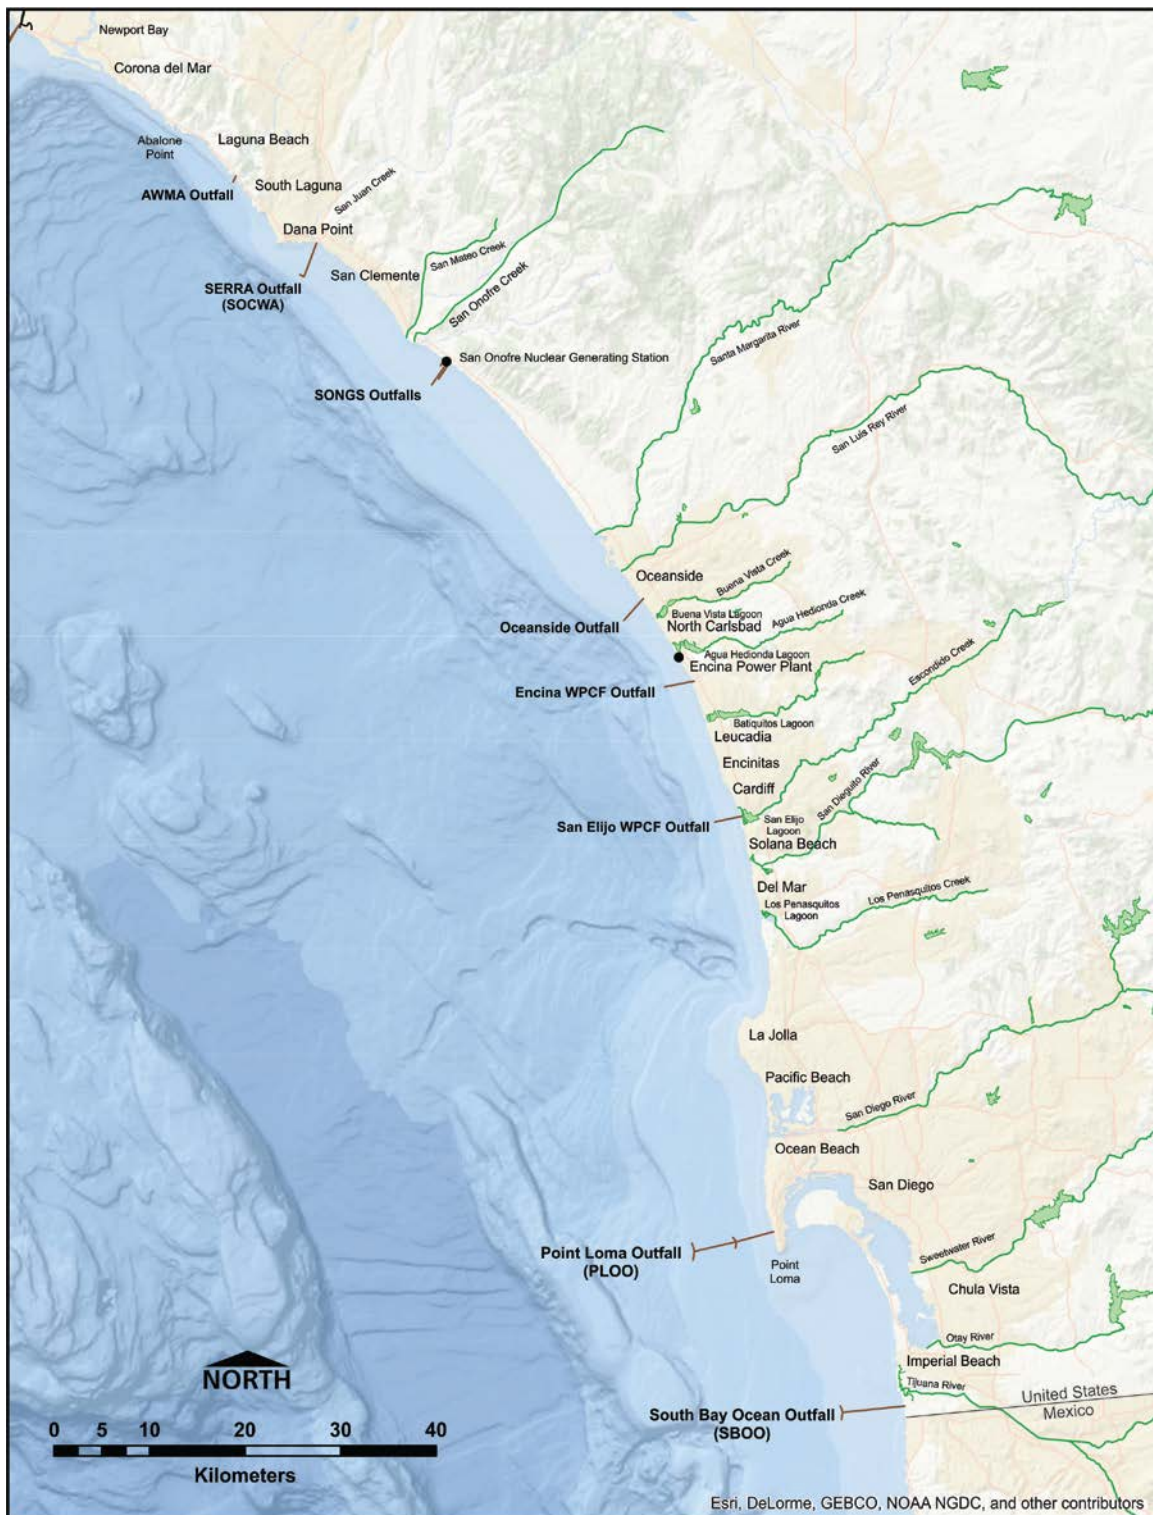 Newport Bay
Corona del Mar
Abalone
Point
Laguna Beach
AWMA Outfall
South Laguna
San Juan Creek
Dana Point
San Mateo Creek
San Clemente
SERRA Outfall
(SOCWA)
San Onofre Creek
Santa Margarita River
San Onofre Nuclear Generating Station
SONGS Outfalls
San Luis Rey River
Oceanside
Buena Vista Creek
Buena Vista Lagoon
Agua Hedionda Creek
Oceanside Outfall
North Carlsbad
Agua Hedionda Lagoon
Encina Power Plant
Escondido Creek
Encina WPCF Outfall
Batiquitos Lagoon
Leucadia
Encinitas
Cardiff
San Dieguito River
San Elijo WPCF Outfall
San Elijo
Lagoon
Solana Beach
Del Mar
Los Penasquitos Creek
Los Penasquitos
Lagoon
La Jolla
Pacific Beach
San Diego River
Ocean Beach
San Diego
Sweetwater River
Point Loma Outfall
(PLOO)
Point
Loma
Chula Vista
Otay River
Imperial Beach
Tijuana River
United States
Mexico
South Bay Ocean Outfall
(SBOO)
NORTH
0 5 10 20 30 40
Kilometers
Esri, DeLorme, GEBCO, NOAA NGDC, and other contributors